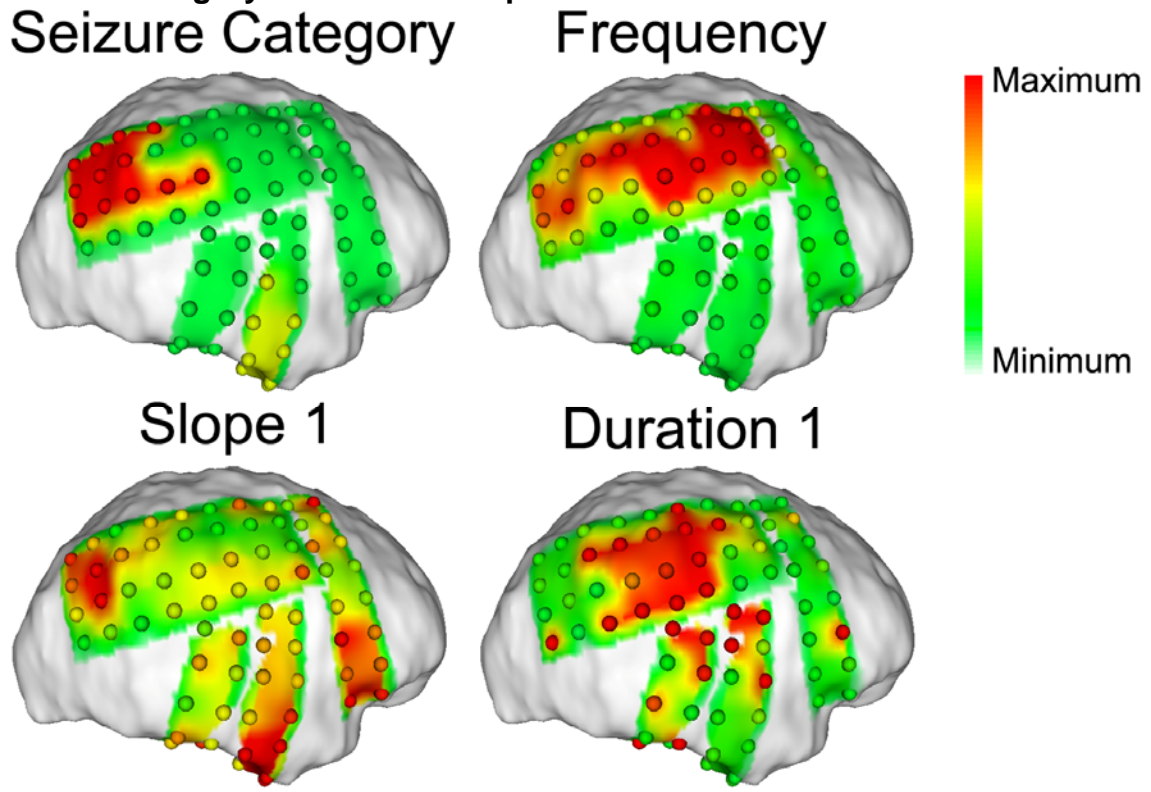 Seizure Category
Frequency
Maximum
Minimum
Slope 1
Duration 1